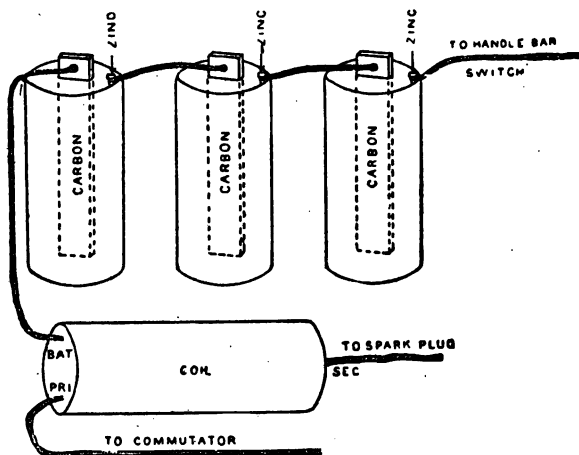 ZINC
ZINC
ZINC
TO HANDLE BAR
SWITCH
CARBON
CARBON
CARBON
BAT
PRI
COIL
TO SPARK PLUG
SEC
TO COMMUTATOR